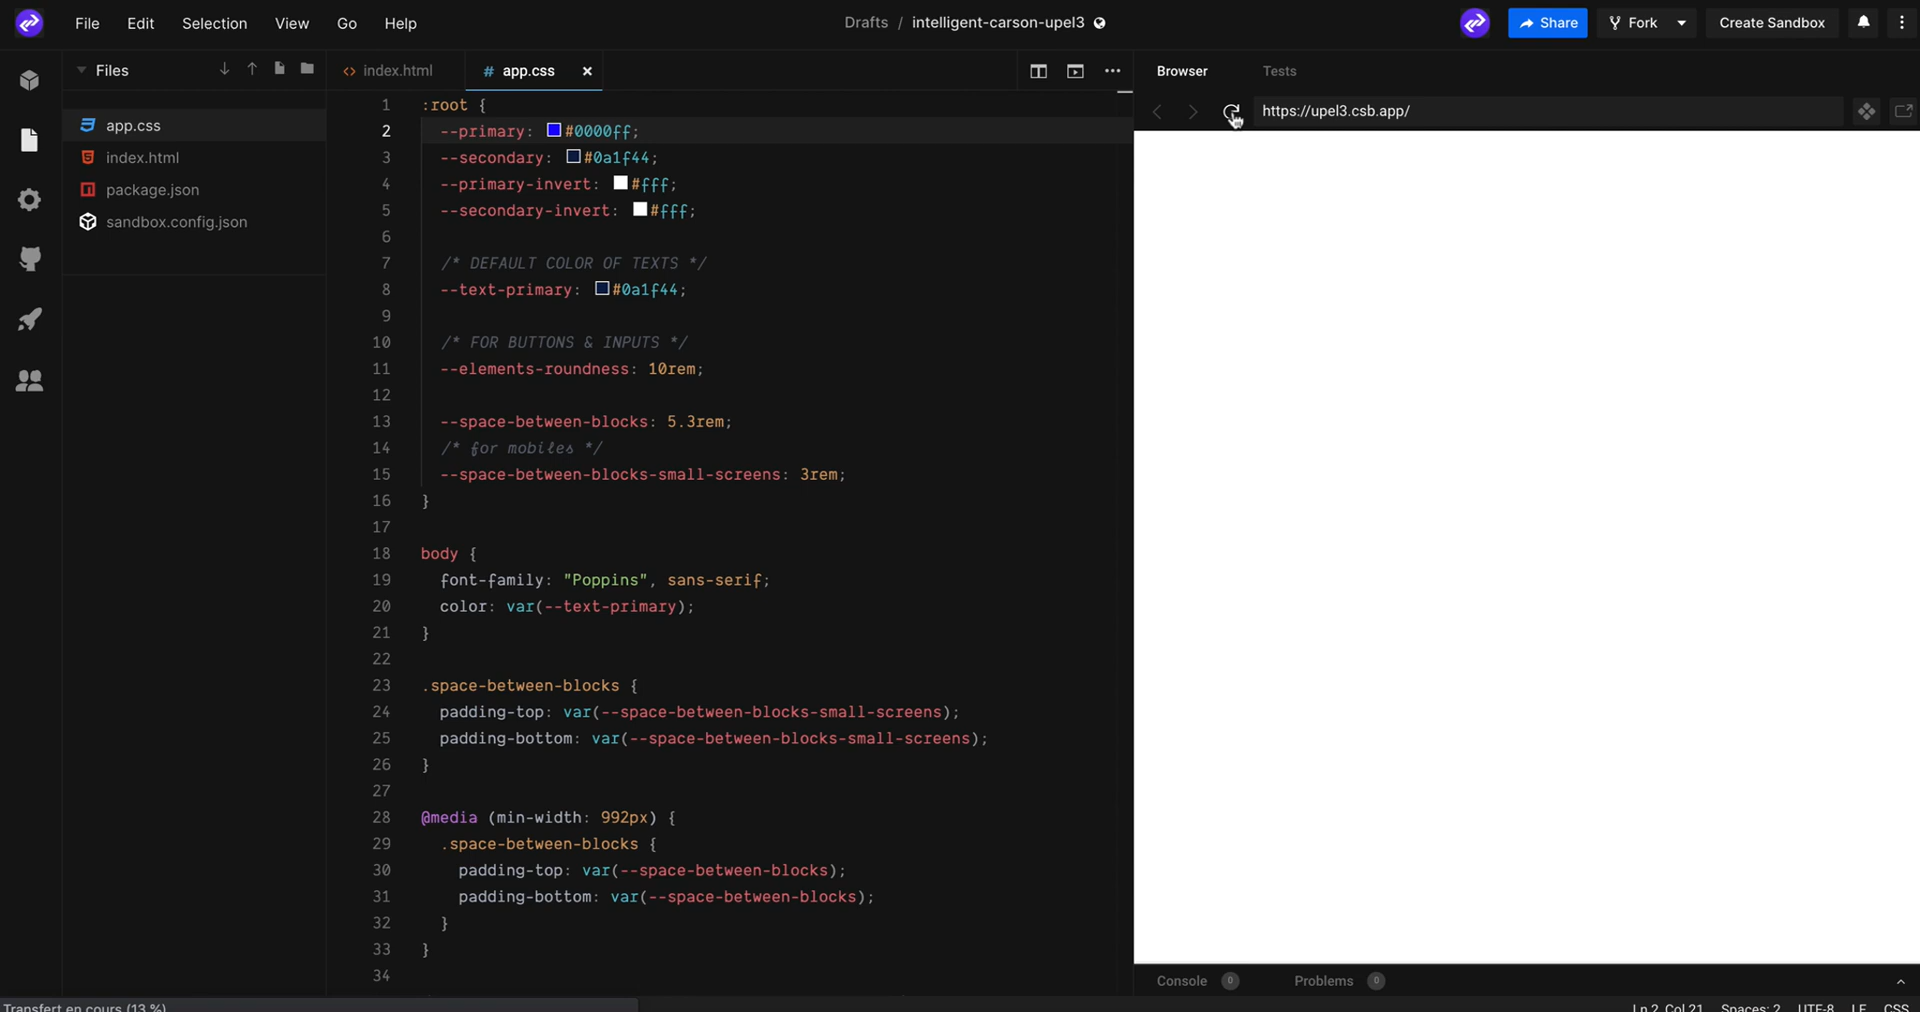 File Edit Selection View Go Help
Drafts / intelligent-carson-upel3
Share Fork Create Sandbox
Files
app.css
index.html
package.json
sandbox.config.json
<> index.html
# app.css ×
1 :root {
2 --primary: #0000ff;
3 --secondary: #0a1f44;
4 --primary-invert: #fff;
5 --secondary-invert: #fff;
6
7 /* DEFAULT COLOR OF TEXTS */
8 --text-primary: #0a1f44;
9
10 /* FOR BUTTONS & INPUTS */
11 --elements-roundness: 10rem;
12
13 --space-between-blocks: 5.3rem;
14 /* for mobiles */
15 --space-between-blocks-small-screens: 3rem;
16 }
17
18 body {
19 font-family: "Poppins", sans-serif;
20 color: var(--text-primary);
21 }
22
23 .space-between-blocks {
24 padding-top: var(--space-between-blocks-small-screens);
25 padding-bottom: var(--space-between-blocks-small-screens);
26 }
27
28 @media (min-width: 992px) {
29 .space-between-blocks {
30 padding-top: var(--space-between-blocks);
31 padding-bottom: var(--space-between-blocks);
32 }
33 }
34
Browser Tests
https://upel3.csb.app/
Console 0 Problems 0
Transfert en cours (13 %)
Ln 2, Col 21 Spaces: 2 UTF-8 LF CSS